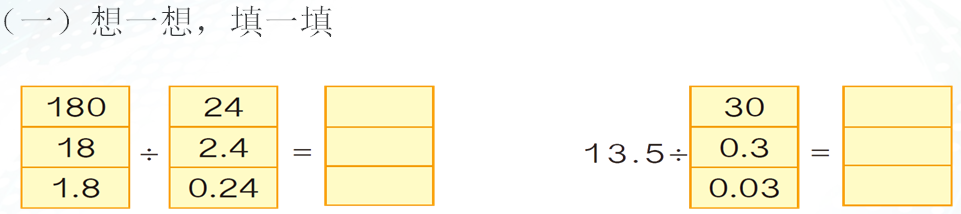 （一）想一想，填一填
180 24 30
18 ÷ 2.4 = 13.5÷ 0.3 =
1.8 0.24 0.03